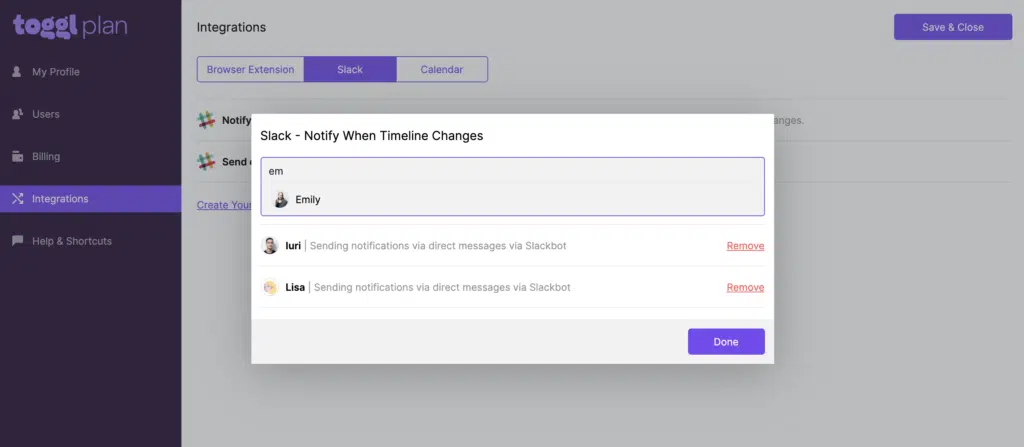 toggl plan
Integrations
Save & Close
My Profile
Users
Billing
Integrations
Help & Shortcuts
Browser Extension
Slack
Calendar
Notify
anges.
Send
Create Your
Slack - Notify When Timeline Changes
em
Emily
Iuri | Sending notifications via direct messages via Slackbot
Remove
Lisa | Sending notifications via direct messages via Slackbot
Remove
Done